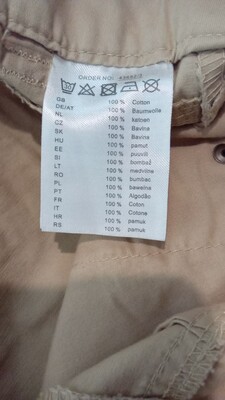 ORDER NO.
GB 100 % Cotton
DE/AT 100 % Baumwolle
NL 100 % katoen
CZ 100 % Bavlna
SK 100 % Bavlna
HU 100 % pamut
EE 100 % puuvill
SI 100 % bombaž
LT 100 % medvilnė
RO 100 % bumbac
PL 100 % bawełna
PT 100 % Algodão
FR 100 % Coton
IT 100 % Cotone
HR 100 % pamuk
RS 100 % pamuk